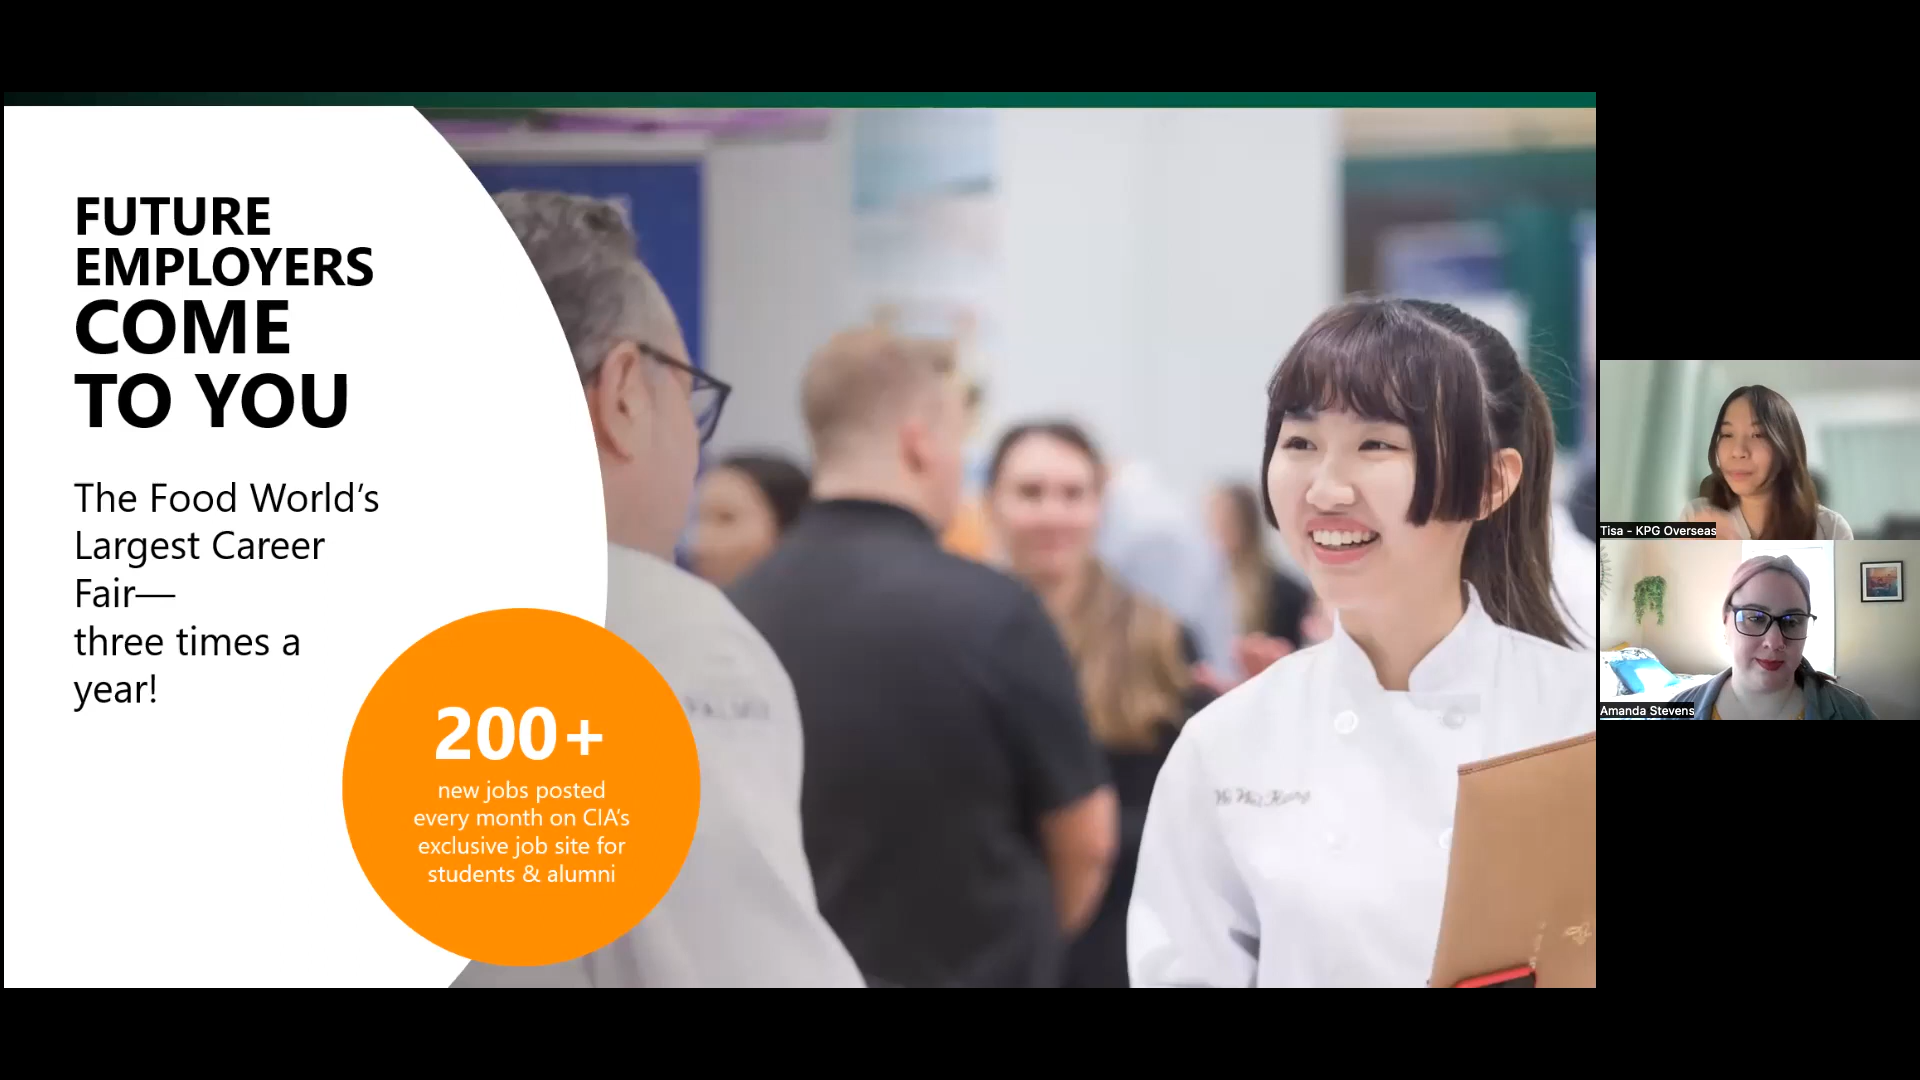 FUTURE
EMPLOYERS
COME
TO YOU
The Food World’s
Largest Career
Fair—
three times a
year!
200+
new jobs posted
every month on CIA’s
exclusive job site for
students & alumni
Tisa - KPG Overseas
Amanda Stevens